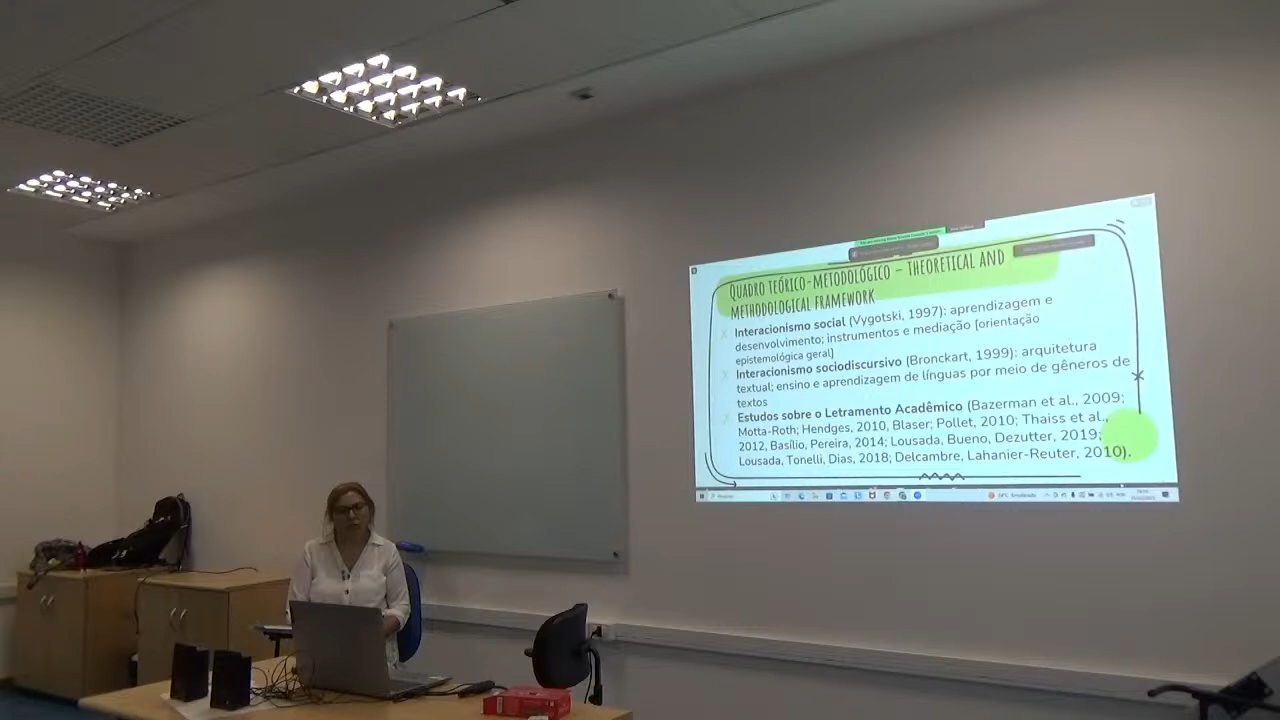 QUADRO TEÓRICO-METODOLÓGICO – THEORETICAL AND
METHODOLOGICAL FRAMEWORK
Interacionismo social (Vygotski, 1997): aprendizagem e
desenvolvimento; instrumentos e mediação [orientação
epistemológica geral]
Interacionismo sociodiscursivo (Bronckart, 1999): arquitetura
textual; ensino e aprendizagem de línguas por meio de gêneros de
textos
Estudos sobre o Letramento Acadêmico (Bazerman et al., 2009;
Motta-Roth; Hendges, 2010, Blaser; Pollet, 2010; Thaiss et al.,
2012, Basílio, Pereira, 2014; Lousada, Bueno, Dezutter, 2019;
Lousada, Tonelli, Dias, 2018; Delcambre, Lahanier-Reuter, 2010).